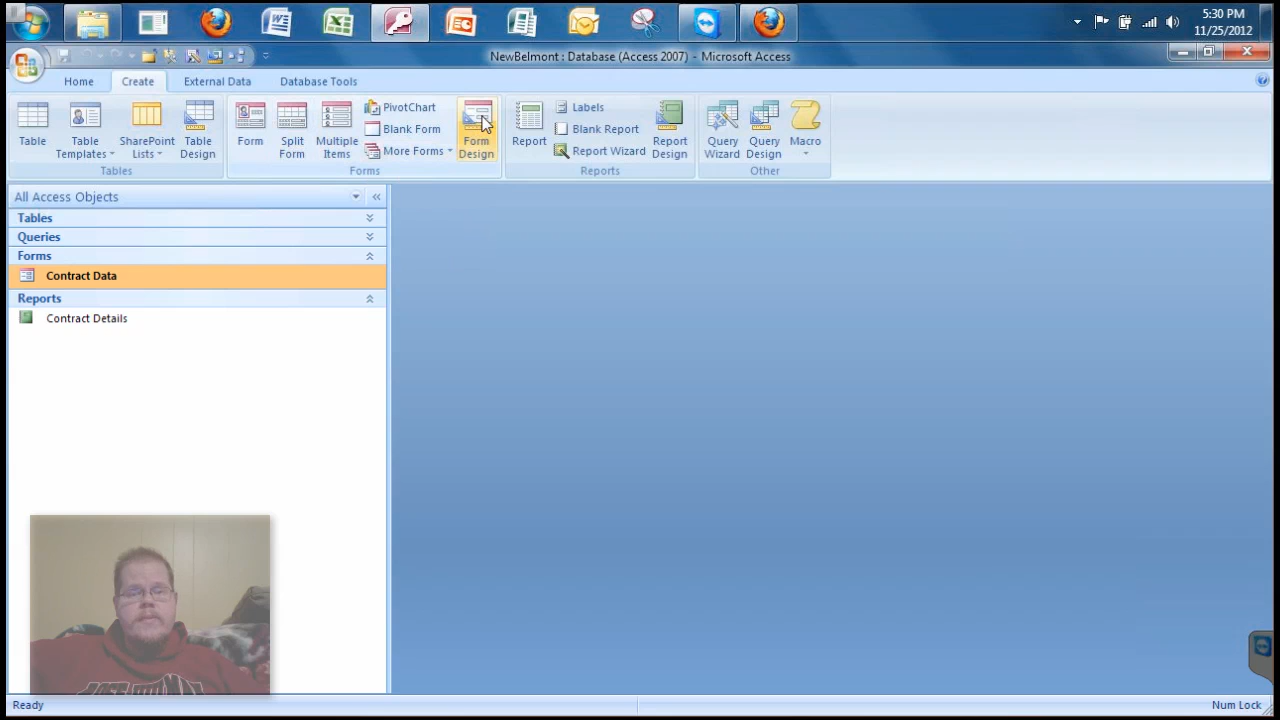 5:30 PM
11/25/2012
NewBelmont : Database (Access 2007) - Microsoft Access
Home Create External Data Database Tools
Table
Table Templates
SharePoint Lists
Table Design
Tables
Form
Split Form
Multiple Items
PivotChart
Blank Form
More Forms
Form Design
Forms
Report
Labels
Blank Report
Report Wizard
Report Design
Reports
Query Wizard
Query Design
Macro
Other
All Access Objects
Tables
Queries
Forms
Contract Data
Reports
Contract Details
Ready
Num Lock